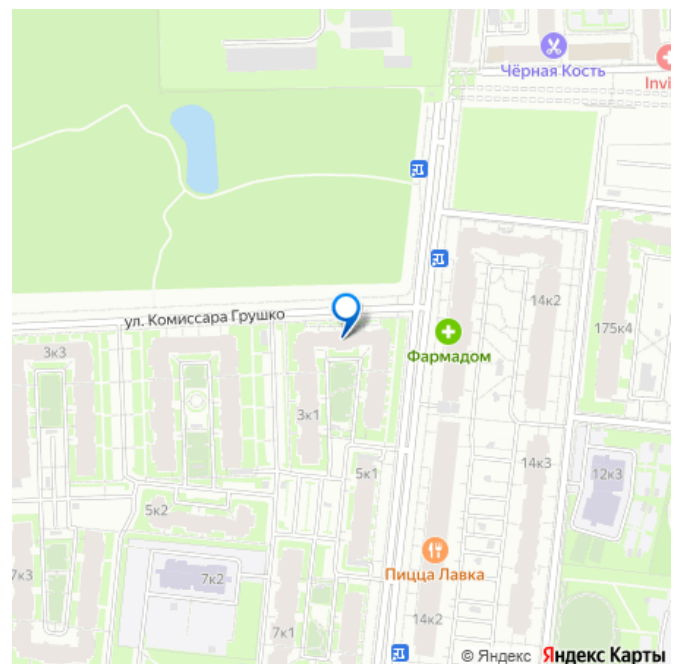 Чёрная Кость
Invi
14к2
ул. Комиссара Грушко
Фармадом
175к4
3к3
3к1
14к3
5к1
12к3
5к2
Пицца Лавка
7к3
7к2
14к2
7к1
© Яндекс Яндекс Карты